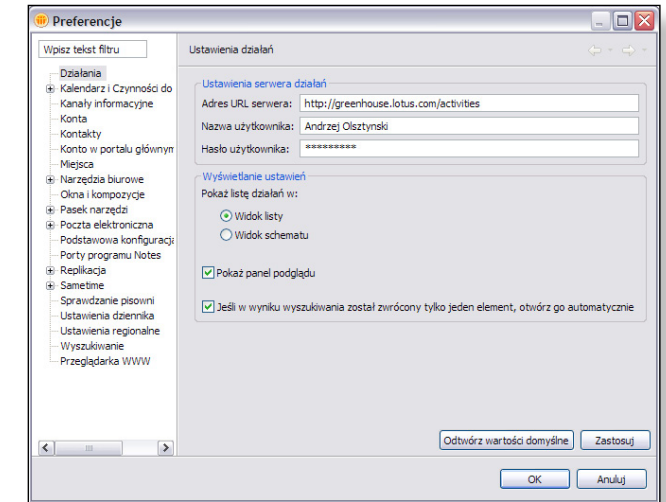 Preferencje
Wpisz tekst filtru
Ustawienia działań
Działania
Kalendarz i Czynności do
Kanały informacyjne
Konta
Kontakty
Konto w portalu głównym
Miejsca
Narzędzia biurowe
Okna i kompozycje
Pasek narzędzi
Poczta elektroniczna
Podstawowa konfiguracja
Porty programu Notes
Replikacja
Sametime
Sprawdzanie pisowni
Ustawienia dziennika
Ustawienia regionalne
Wyszukiwanie
Przeglądarka WWW
Ustawienia serwera działań
Adres URL serwera: http://greenhouse.lotus.com/activities
Nazwa użytkownika: Andrzej Olsztynski
Hasło użytkownika: *********
Wyświetlanie ustawień
Pokaż listę działań w:
Widok listy
Widok schematu
Pokaż panel podglądu
Jeśli w wyniku wyszukiwania został zwrócony tylko jeden element, otwórz go automatycznie
Odtwórz wartości domyślne Zastosuj
OK Anuluj